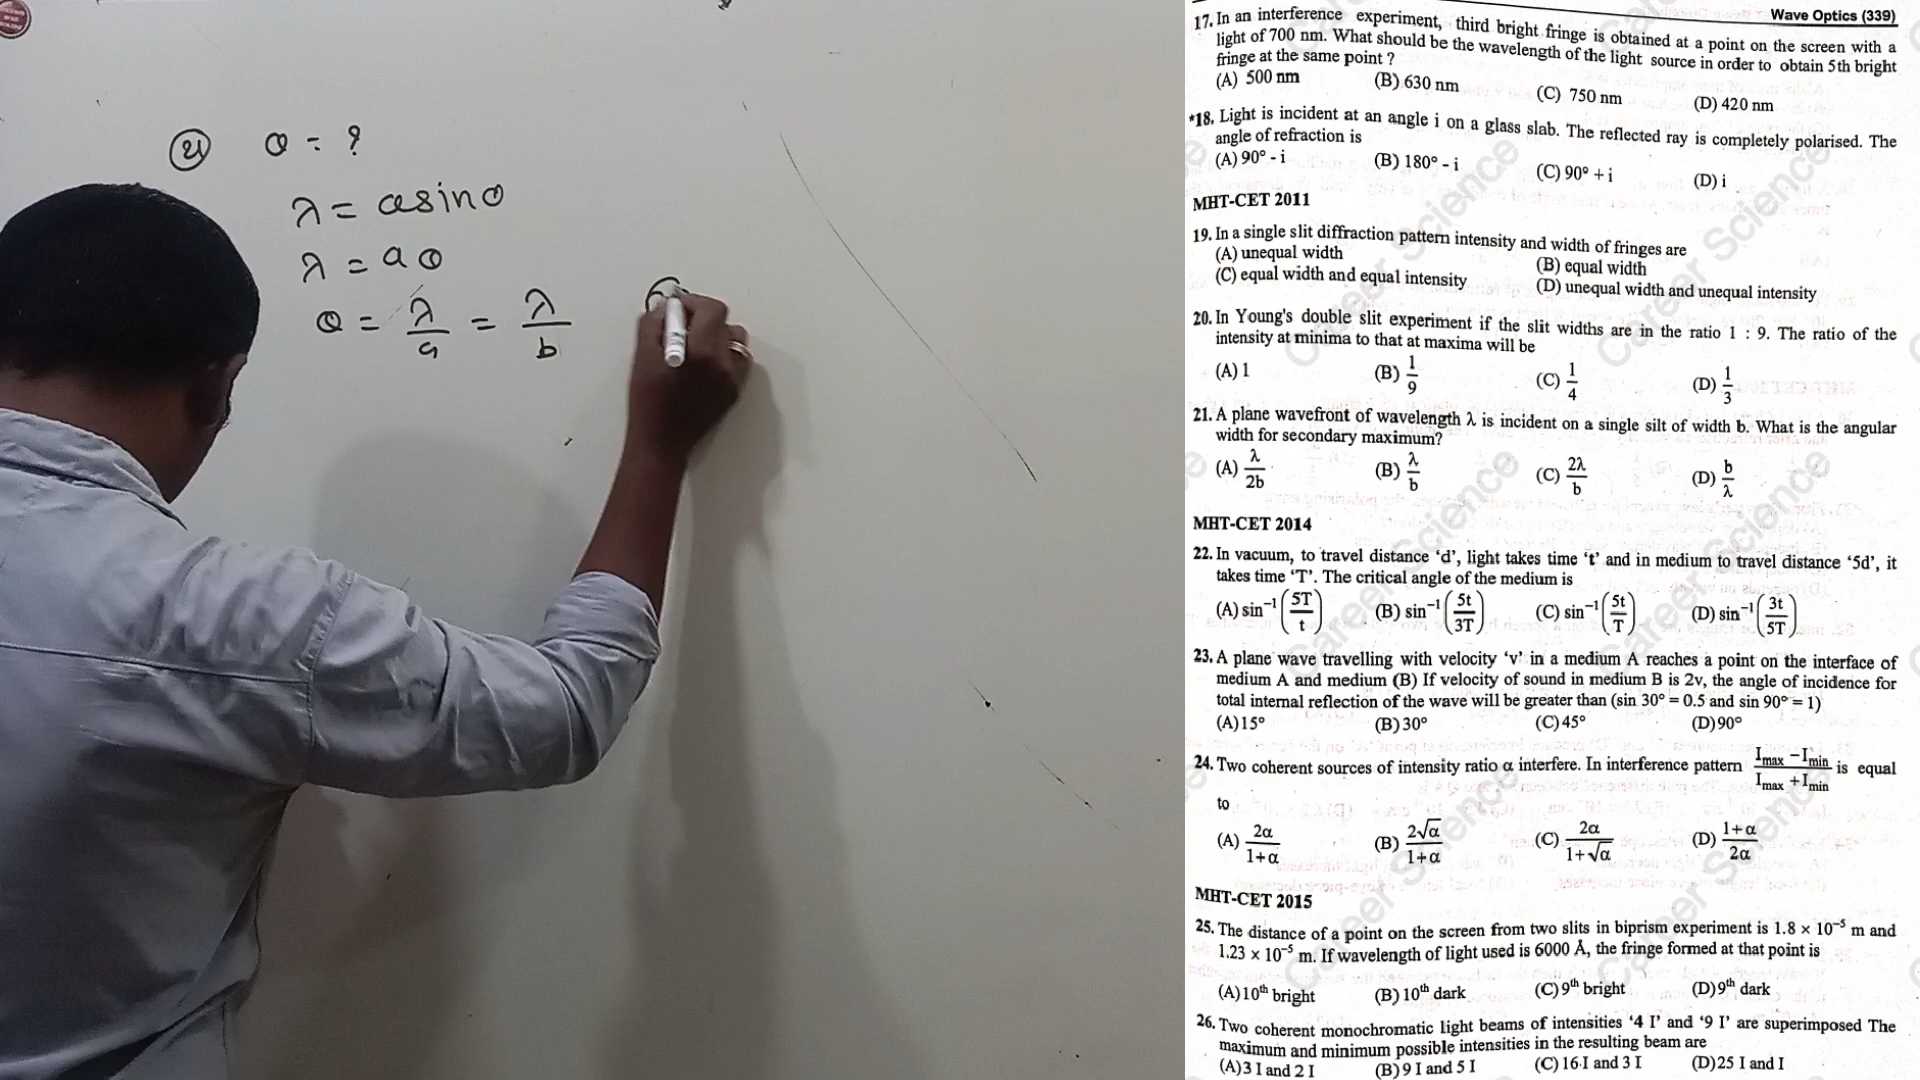 21 θ = ?
λ = a sin θ
λ = a θ
θ = λ/a = λ/b
Wave Optics (339)
17. In an interference experiment, third bright fringe is obtained at a point on the screen with a
light of 700 nm. What should be the wavelength of the light source in order to obtain 5th bright
fringe at the same point ?
(A) 500 nm (B) 630 nm (C) 750 nm (D) 420 nm
*18. Light is incident at an angle i on a glass slab. The reflected ray is completely polarised. The
angle of refraction is
(A) 90° - i (B) 180° - i (C) 90° + i (D) i
MHT-CET 2011
19. In a single slit diffraction pattern intensity and width of fringes are
(A) unequal width (B) equal width
(C) equal width and equal intensity (D) unequal width and unequal intensity
20. In Young's double slit experiment if the slit widths are in the ratio 1 : 9. The ratio of the
intensity at minima to that at maxima will be
(A) 1 (B) 1/9 (C) 1/4 (D) 1/3
21. A plane wavefront of wavelength λ is incident on a single silt of width b. What is the angular
width for secondary maximum?
(A) λ/2b (B) λ/b (C) 2λ/b (D) b/λ
MHT-CET 2014
22. In vacuum, to travel distance ‘d’, light takes time ‘t’ and in medium to travel distance ‘5d’, it
takes time ‘T’. The critical angle of the medium is
(A) sin⁻¹(5T/t) (B) sin⁻¹(5t/3T) (C) sin⁻¹(5t/T) (D) sin⁻¹(3t/5T)
23. A plane wave travelling with velocity ‘v’ in a medium A reaches a point on the interface of
medium A and medium (B) If velocity of sound in medium B is 2v, the angle of incidence for
total internal reflection of the wave will be greater than (sin 30° = 0.5 and sin 90° = 1)
(A) 15° (B) 30° (C) 45° (D) 90°
24. Two coherent sources of intensity ratio α interfere. In interference pattern (Imax − Imin)/(Imax + Imin) is equal
to
(A) 2α/(1+α) (B) 2√α/(1+α) (C) 2α/(1+√α) (D) (1+α)/2α
MHT-CET 2015
25. The distance of a point on the screen from two slits in biprism experiment is 1.8 × 10⁻⁵ m and
1.23 × 10⁻⁵ m. If wavelength of light used is 6000 Å, the fringe formed at that point is
(A) 10th bright (B) 10th dark (C) 9th bright (D) 9th dark
26. Two coherent monochromatic light beams of intensities ‘4 I’ and ‘9 I’ are superimposed The
maximum and minimum possible intensities in the resulting beam are
(A) 3 I and 2 I (B) 9 I and 5 I (C) 16 I and 3 I (D) 25 I and I
Career Science